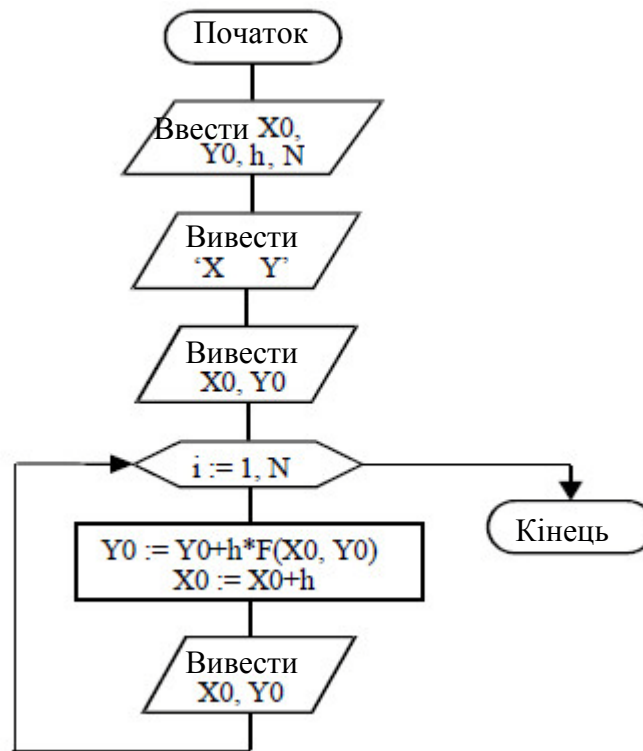 Початок
Ввести X0,
Y0, h, N
Вивести
‘X Y’
Вивести
X0, Y0
i := 1, N
Y0 := Y0+h*F(X0, Y0)
X0 := X0+h
Кінець
Вивести
X0, Y0